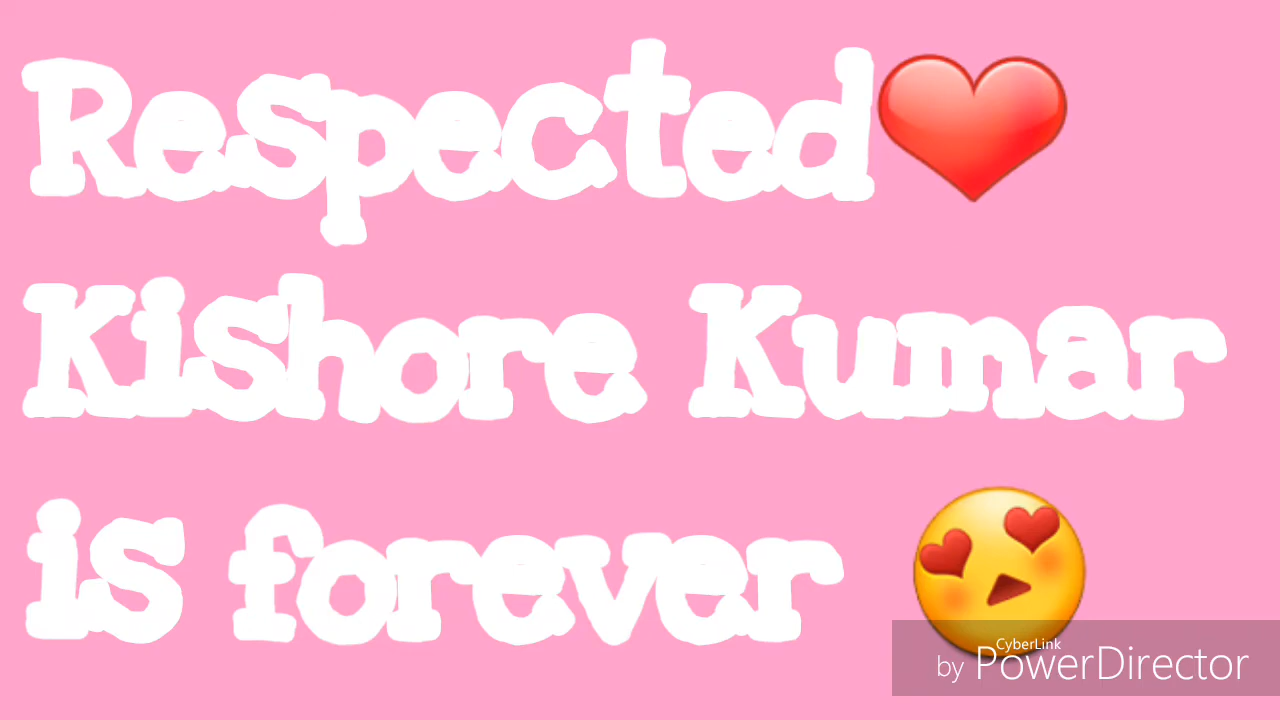 Respected❤
Kishore Kumar
is forever 😍
CyberLink
by PowerDirector